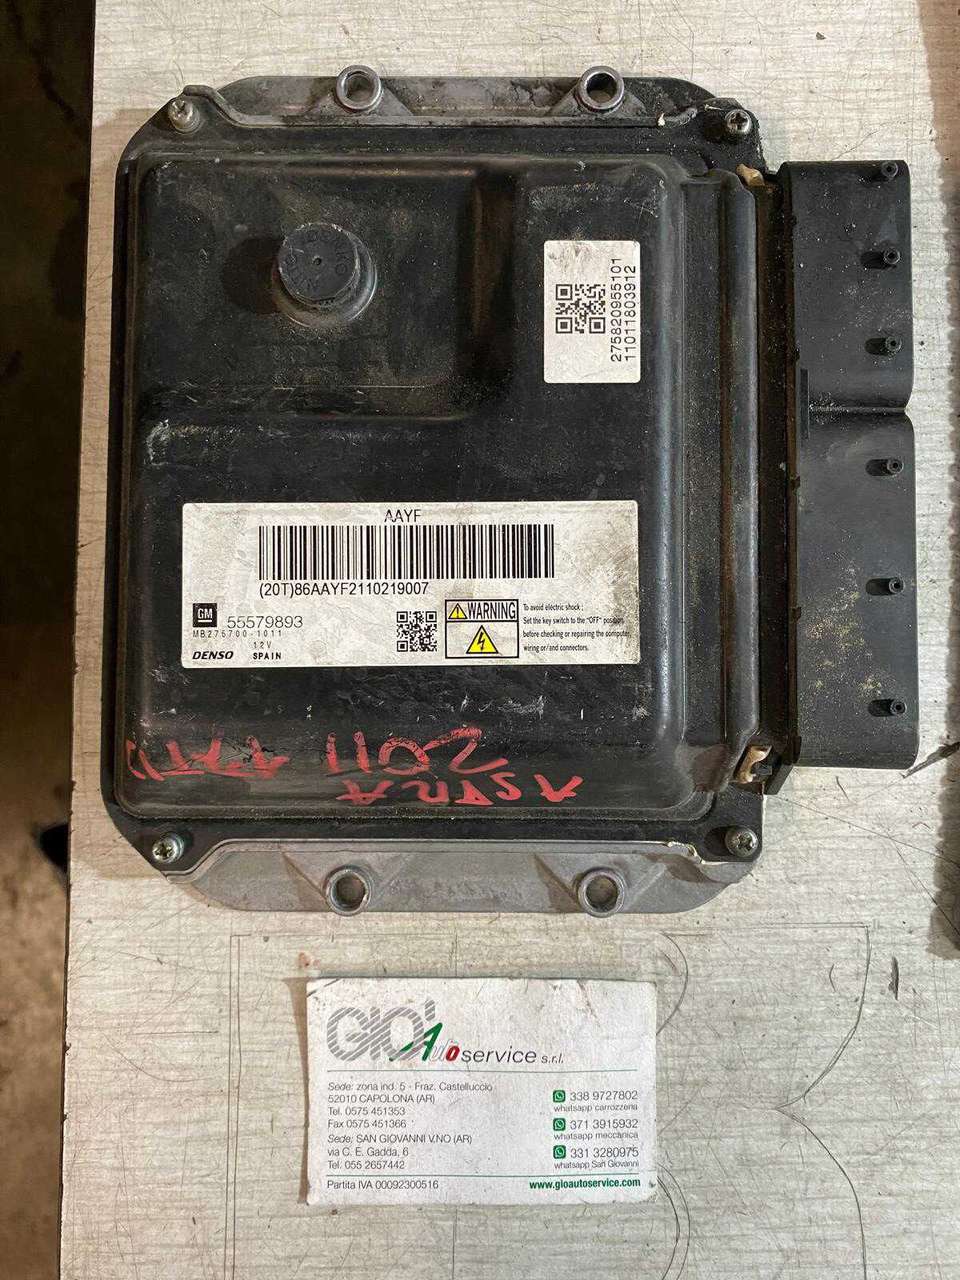 275820955101
11011803912
AAYF
(20T)86AAYF2110219007
GM 55579893
MB275700-1011
12V
DENSO SPAIN
WARNING
To avoid electric shock ;
Set the key switch to the "OFF" position,
before checking or repairing the computer,
wiring or/and connectors.
ASTRA
2011
GIO'Auto service s.r.l.
Sede: zona ind. 5 - Fraz. Castelluccio
52010 CAPOLONA (AR)
Tel. 0575 451353
Fax 0575 451366
Sede: SAN GIOVANNI V.NO (AR)
via C. E. Gadda, 6
Tel. 055 2657442
Partita IVA 00092300516
338 9727802
whatsapp carrozzeria
371 3915932
whatsapp meccanica
331 3280975
whatsapp San Giovanni
www.gioautoservice.com